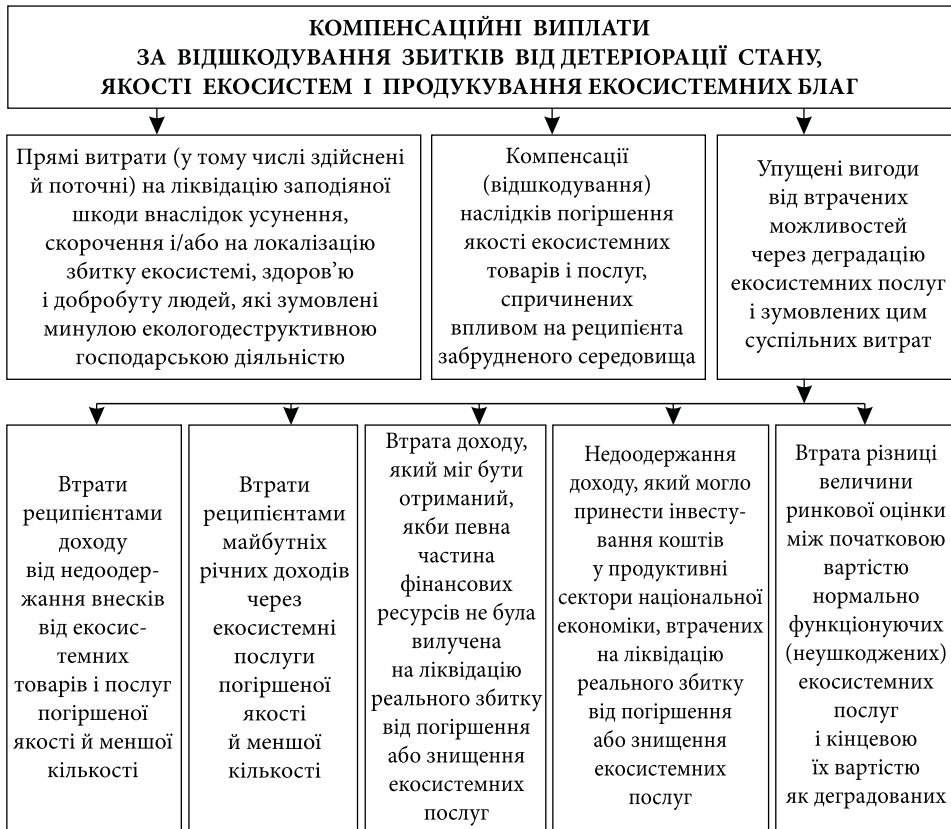 КОМПЕНСАЦІЙНІ ВИПЛАТИ
ЗА ВІДШКОДУВАННЯ ЗБИТКІВ ВІД ДЕТЕРІОРАЦІЇ СТАНУ,
ЯКОСТІ ЕКОСИСТЕМ І ПРОДУКУВАННЯ ЕКОСИСТЕМНИХ БЛАГ
Прямі витрати (у тому числі здійснені
й поточні) на ліквідацію заподіяної
шкоди внаслідок усунення,
скорочення і/або на локалізацію
збитку екосистемі, здоров’ю
і добробуту людей, які зумовлені
минулою екологодеструктивною
господарською діяльністю
Компенсації
(відшкодування)
наслідків погіршення
якості екосистемних
товарів і послуг,
спричинених
впливом на реципієнта
забрудненого середовища
Упущені вигоди
від втрачених
можливостей
через деградацію
екосистемних послуг
і зумовлених цим
суспільних витрат
Втрати
реципієнтами
доходу
від недоодер-
жання внесків
від екосис-
темних
товарів і послуг
погіршеної
якості й меншої
кількості
Втрати
реципієнтами
майбутніх
річних доходів
через
екосистемні
послуги
погіршеної
якості
й меншої
кількості
Втрата доходу,
який міг бути
отриманий,
якби певна
частина
фінансових
ресурсів не була
вилучена
на ліквідацію
реального збитку
від погіршення
або знищення
екосистемних
послуг
Недоодержання
доходу, який могло
принести інвесту-
вання коштів
у продуктивні
сектори національної
економіки, втрачених
на ліквідацію
реального збитку
від погіршення
або знищення
екосистемних
послуг
Втрата різниці
величини
ринкової оцінки
між початковою
вартістю
нормально
функціонуючих
(неушкоджених)
екосистемних
послуг
і кінцевою
їх вартістю
як деградованих